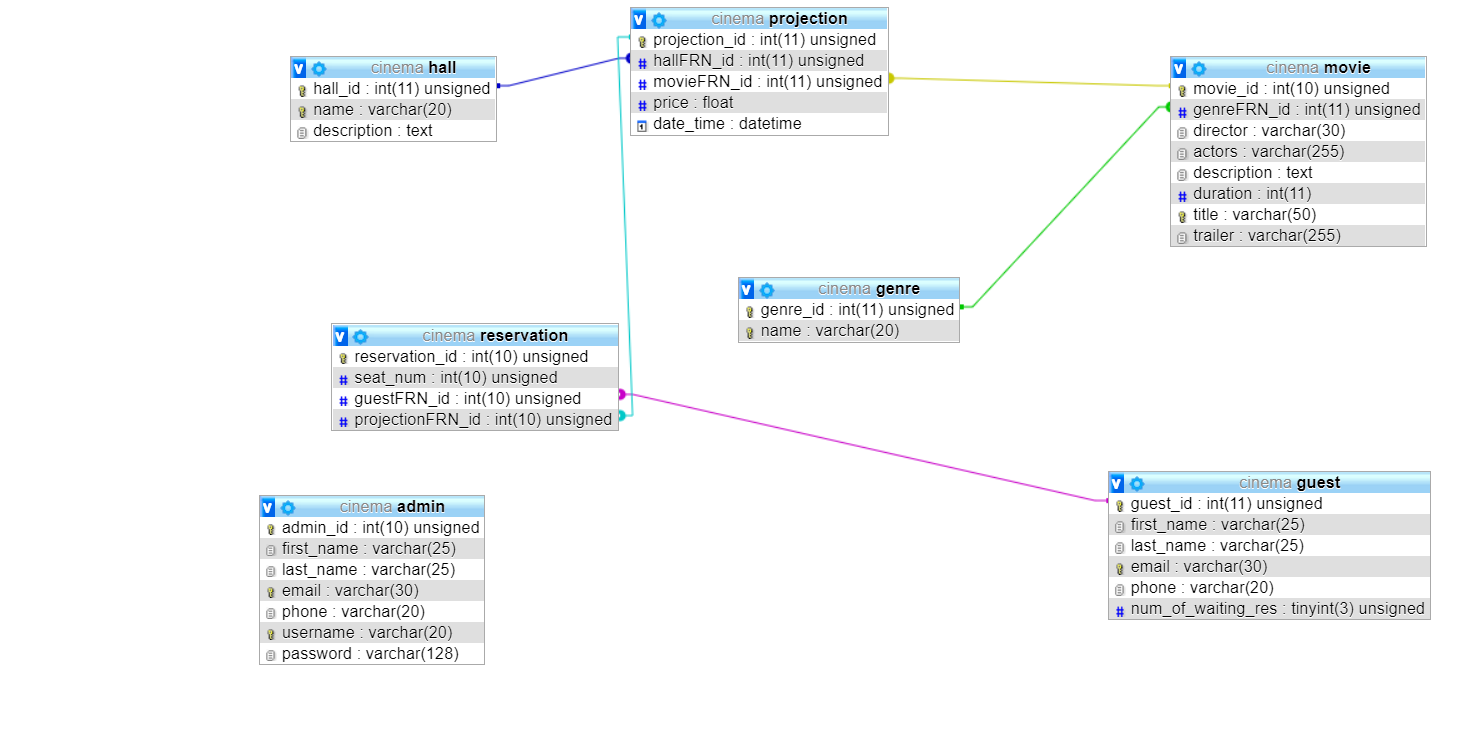 cinema projection
projection_id : int(11) unsigned
hallFRN_id : int(11) unsigned
movieFRN_id : int(11) unsigned
price : float
date_time : datetime
cinema hall
hall_id : int(11) unsigned
name : varchar(20)
description : text
cinema movie
movie_id : int(10) unsigned
genreFRN_id : int(11) unsigned
director : varchar(30)
actors : varchar(255)
description : text
duration : int(11)
title : varchar(50)
trailer : varchar(255)
cinema genre
genre_id : int(11) unsigned
name : varchar(20)
cinema reservation
reservation_id : int(10) unsigned
seat_num : int(10) unsigned
guestFRN_id : int(10) unsigned
projectionFRN_id : int(10) unsigned
cinema guest
guest_id : int(11) unsigned
first_name : varchar(25)
last_name : varchar(25)
email : varchar(30)
phone : varchar(20)
num_of_waiting_res : tinyint(3) unsigned
cinema admin
admin_id : int(10) unsigned
first_name : varchar(25)
last_name : varchar(25)
email : varchar(30)
phone : varchar(20)
username : varchar(20)
password : varchar(128)